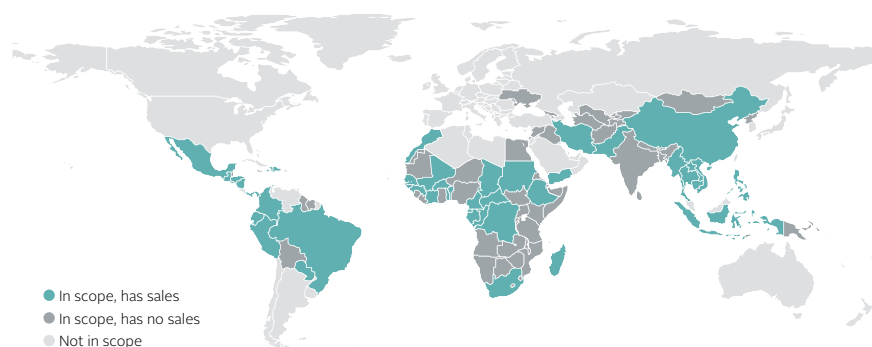 In scope, has sales
In scope, has no sales
Not in scope